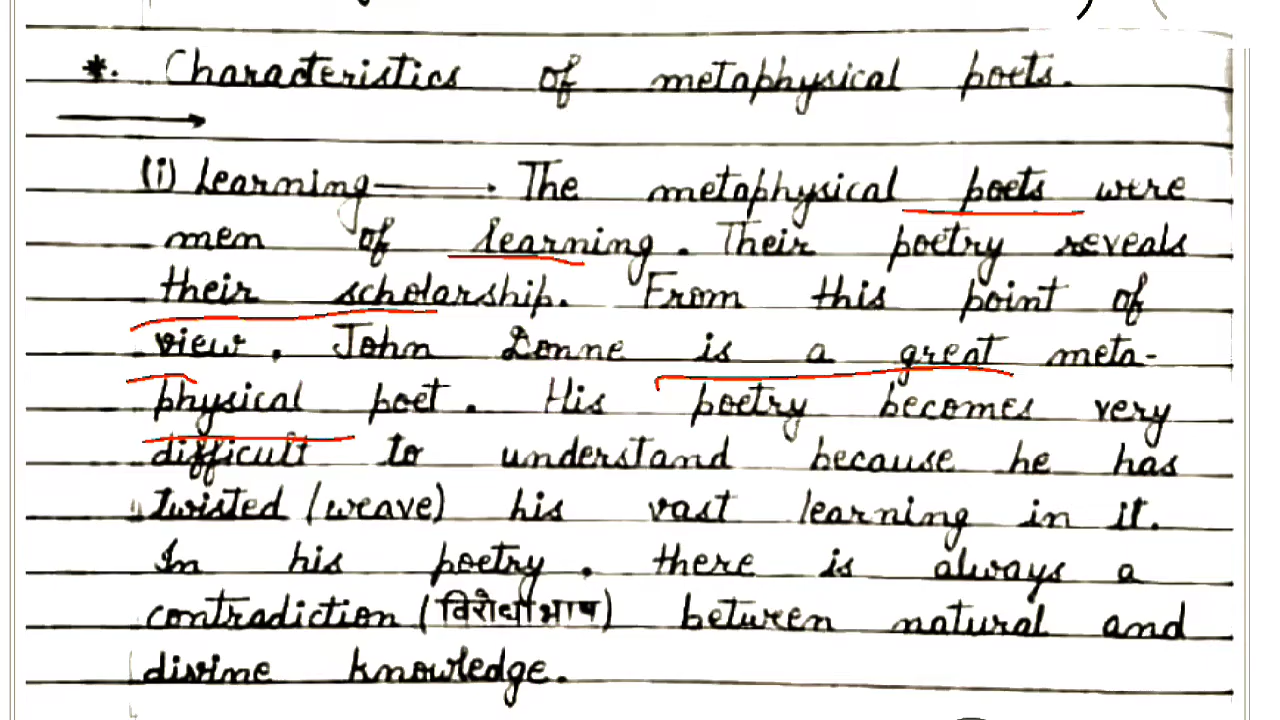 *. Characteristics of metaphysical poets.
(i) Learning——. The metaphysical poets were
men of learning. Their poetry reveals
their scholarship. From this point of
view, John Donne is a great meta-
physical poet. His poetry becomes very
difficult to understand because he has
twisted (weave) his vast learning in it.
In his poetry, there is always a
contradiction (विरोधाभाष) between natural and
divine knowledge.